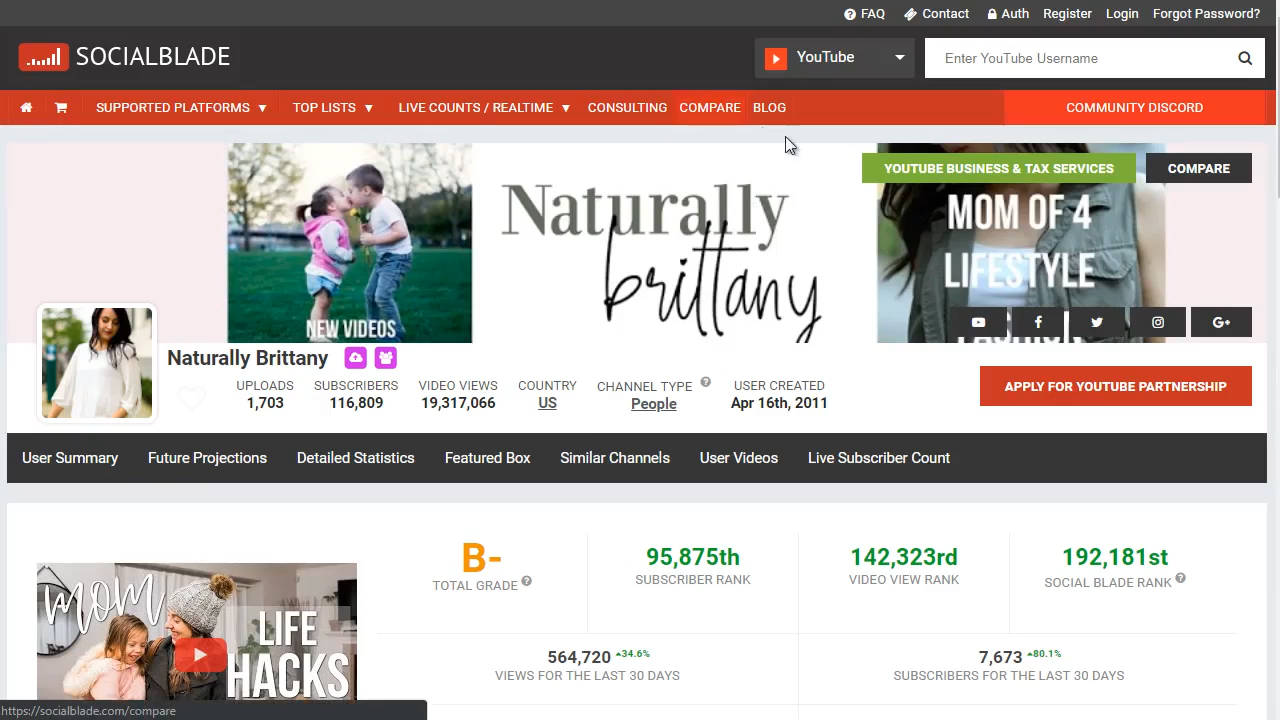 FAQ Contact Auth Register Login Forgot Password?
SOCIALBLADE YouTube Enter YouTube Username
SUPPORTED PLATFORMS ▼ TOP LISTS ▼ LIVE COUNTS / REALTIME ▼ CONSULTING COMPARE BLOG COMMUNITY DISCORD
YOUTUBE BUSINESS & TAX SERVICES COMPARE
Naturally
brittany
NEW VIDEOS
MOM OF 4
LIFESTYLE
Naturally Brittany
UPLOADS SUBSCRIBERS VIDEO VIEWS COUNTRY CHANNEL TYPE USER CREATED
1,703 116,809 19,317,066 US People Apr 16th, 2011
APPLY FOR YOUTUBE PARTNERSHIP
User Summary Future Projections Detailed Statistics Featured Box Similar Channels User Videos Live Subscriber Count
B- 95,875th 142,323rd 192,181st
TOTAL GRADE SUBSCRIBER RANK VIDEO VIEW RANK SOCIAL BLADE RANK
mom
LIFE
HACKS
564,720 34.6% 7,673 80.1%
VIEWS FOR THE LAST 30 DAYS SUBSCRIBERS FOR THE LAST 30 DAYS
https://socialblade.com/compare